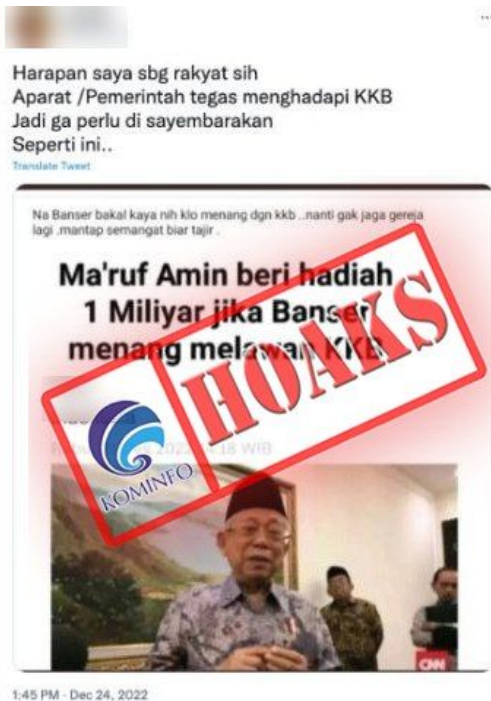 Harapan saya sbg rakyat sih
Aparat /Pemerintah tegas menghadapi KKB
Jadi ga perlu di sayembarakan
Seperti ini..
Translate Tweet
Na Banser bakal kaya nih klo menang dgn kkb ..nanti gak jaga gereja
lagi .mantap semangat biar tajir .
Ma'ruf Amin beri hadiah
1 Miliyar jika Banser
menang melawan KKB
HOAKS
KOMINFO
2022
:18 WIB
CNN
1:45 PM · Dec 24, 2022